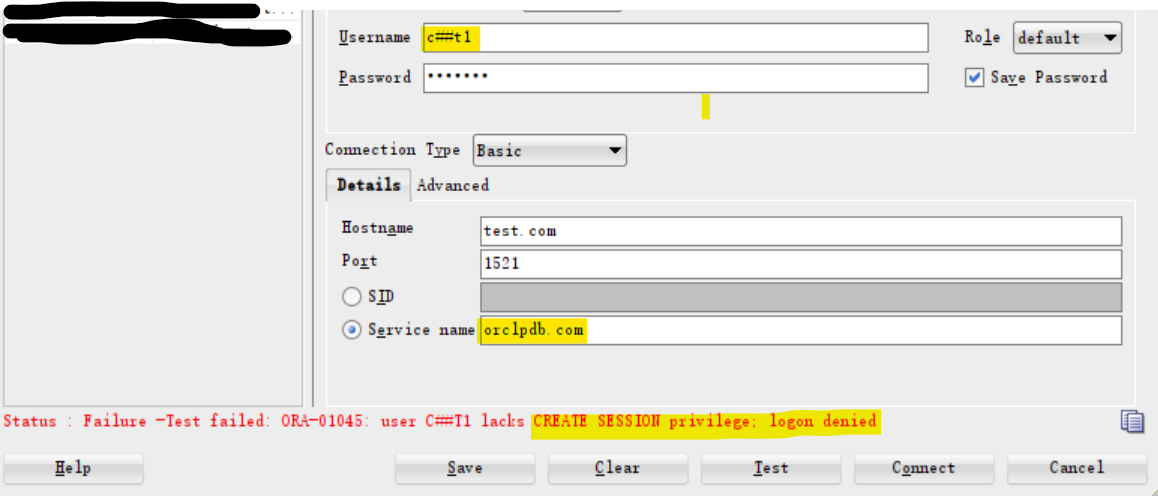 Username c##t1 Role default
Password ••••••• Save Password
Connection Type Basic
Details Advanced
Hostname test.com
Port 1521
SID
Service name orclpdb.com
Status : Failure -Test failed: ORA-01045: user C##T1 lacks CREATE SESSION privilege; logon denied
Help Save Clear Test Connect Cancel